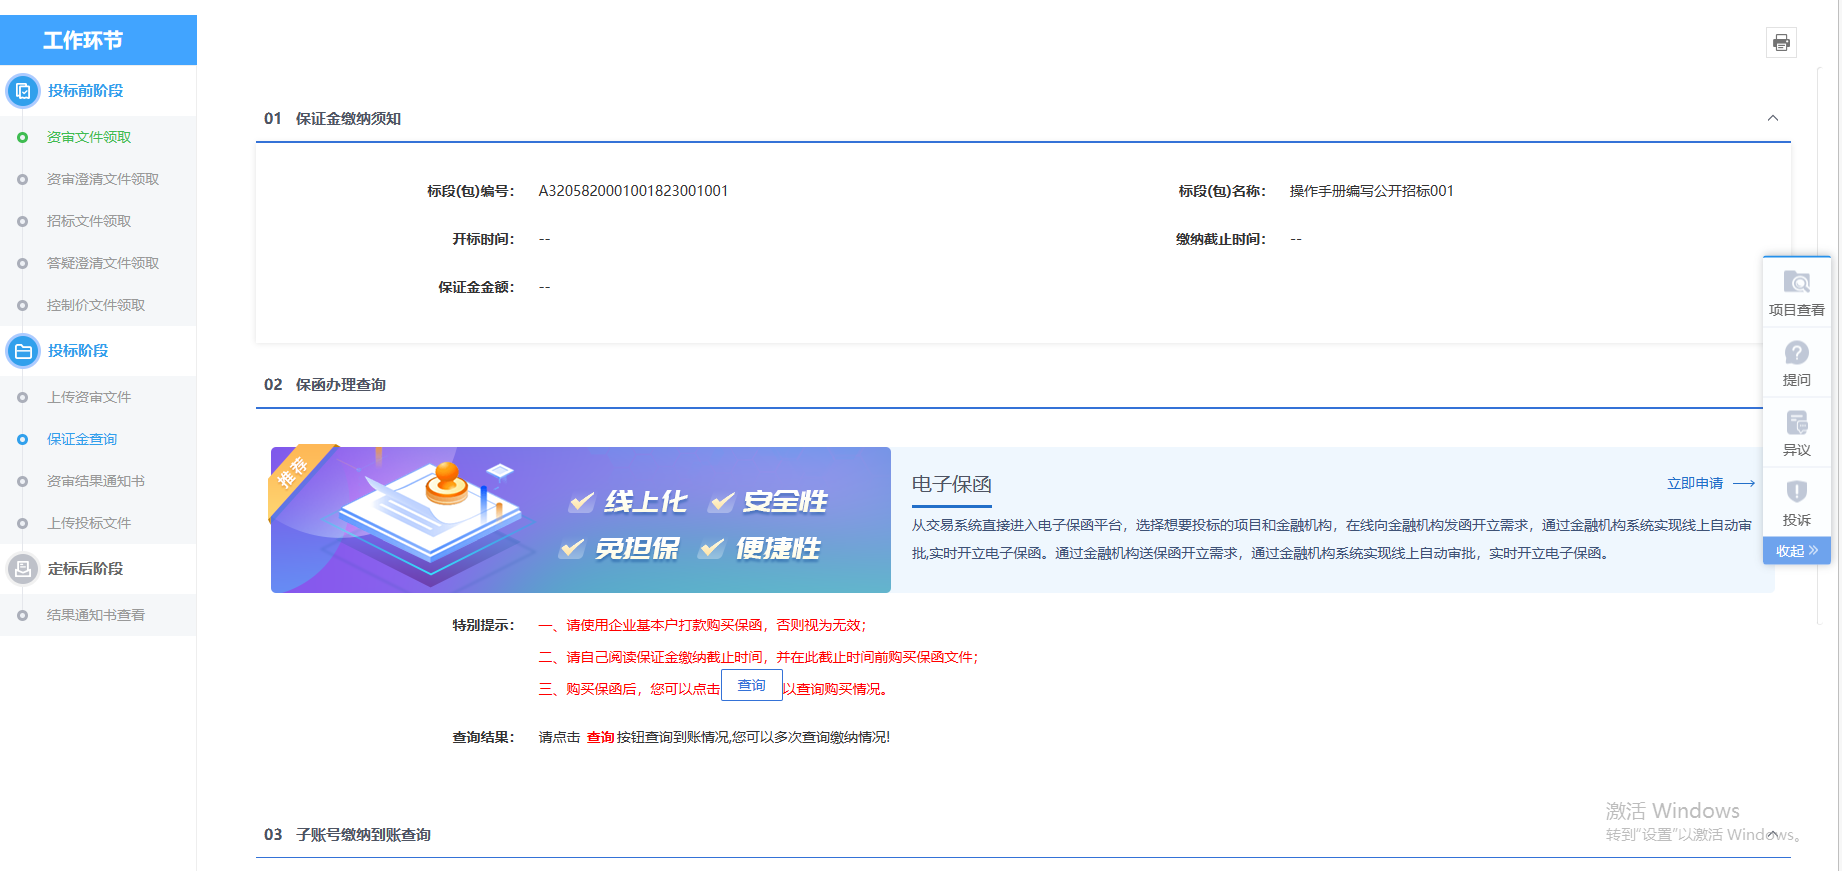 工作环节
投标前阶段
资审文件领取
资审澄清文件领取
招标文件领取
答疑澄清文件领取
控制价文件领取
投标阶段
上传资审文件
保证金查询
资审结果通知书
上传投标文件
定标后阶段
结果通知书查看
01 保证金缴纳须知
标段(包)编号： A3205820001001823001001
标段(包)名称： 操作手册编写公开招标001
开标时间： --
缴纳截止时间： --
保证金金额： --
02 保函办理查询
推荐
线上化 安全性
免担保 便捷性
电子保函
立即申请
从交易系统直接进入电子保函平台，选择想要投标的项目和金融机构，在线向金融机构发函开立需求，通过金融机构系统实现线上自动审
批,实时开立电子保函。通过金融机构送保函开立需求，通过金融机构系统实现线上自动审批，实时开立电子保函。
特别提示： 一、请使用企业基本户打款购买保函，否则视为无效；
二、请自己阅读保证金缴纳截止时间，并在此截止时间前购买保函文件；
三、购买保函后，您可以点击 查询 以查询购买情况。
查询结果： 请点击 查询 按钮查询到账情况,您可以多次查询缴纳情况!
03 子账号缴纳到账查询
项目查看
提问
异议
投诉
收起
激活 Windows
转到"设置"以激活 Windows。